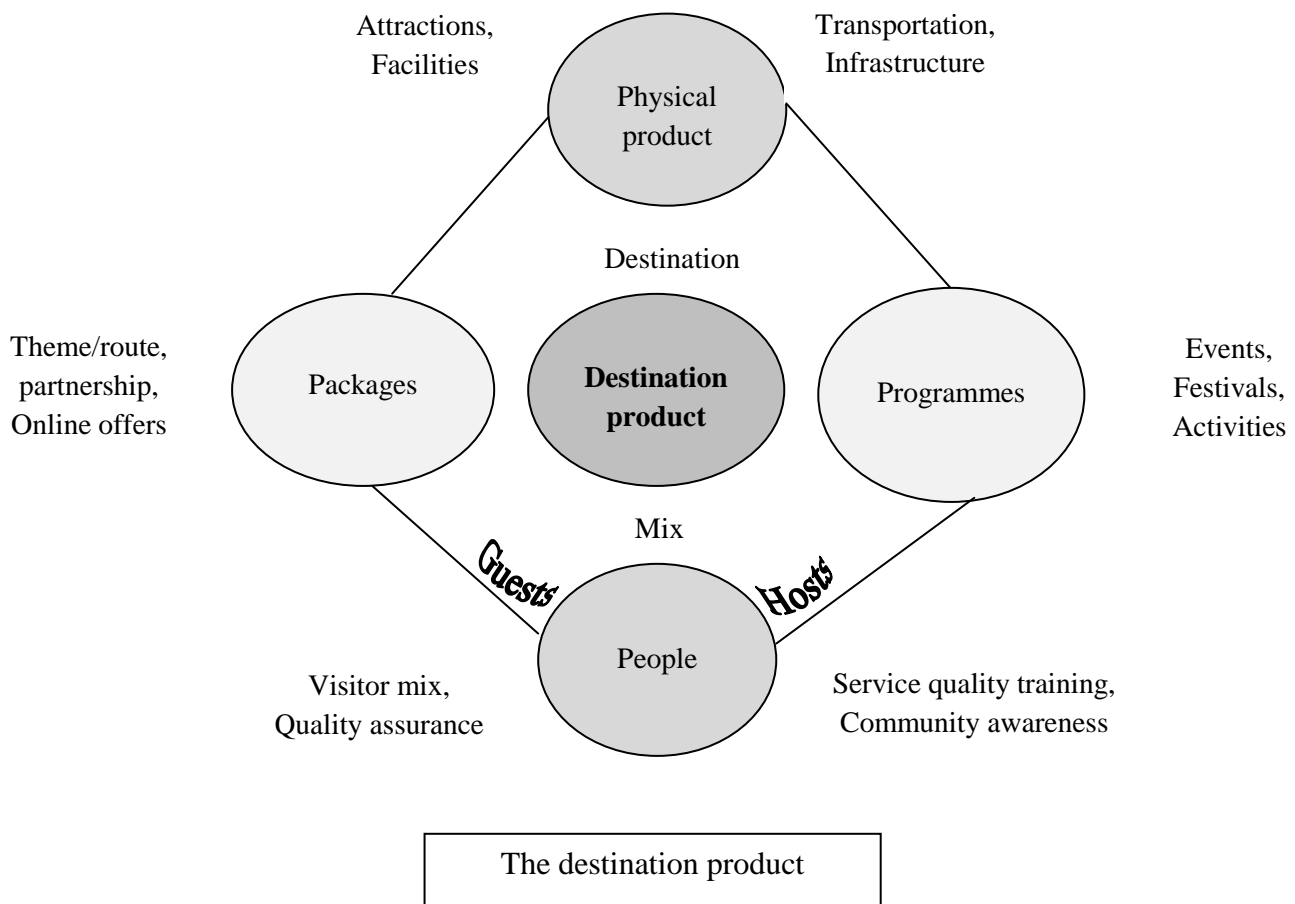 Attractions,
Facilities
Transportation,
Infrastructure
Physical
product
Destination
Theme/route,
partnership,
Online offers
Packages
Destination
product
Programmes
Events,
Festivals,
Activities
Mix
Guests
Hosts
People
Visitor mix,
Quality assurance
Service quality training,
Community awareness
The destination product